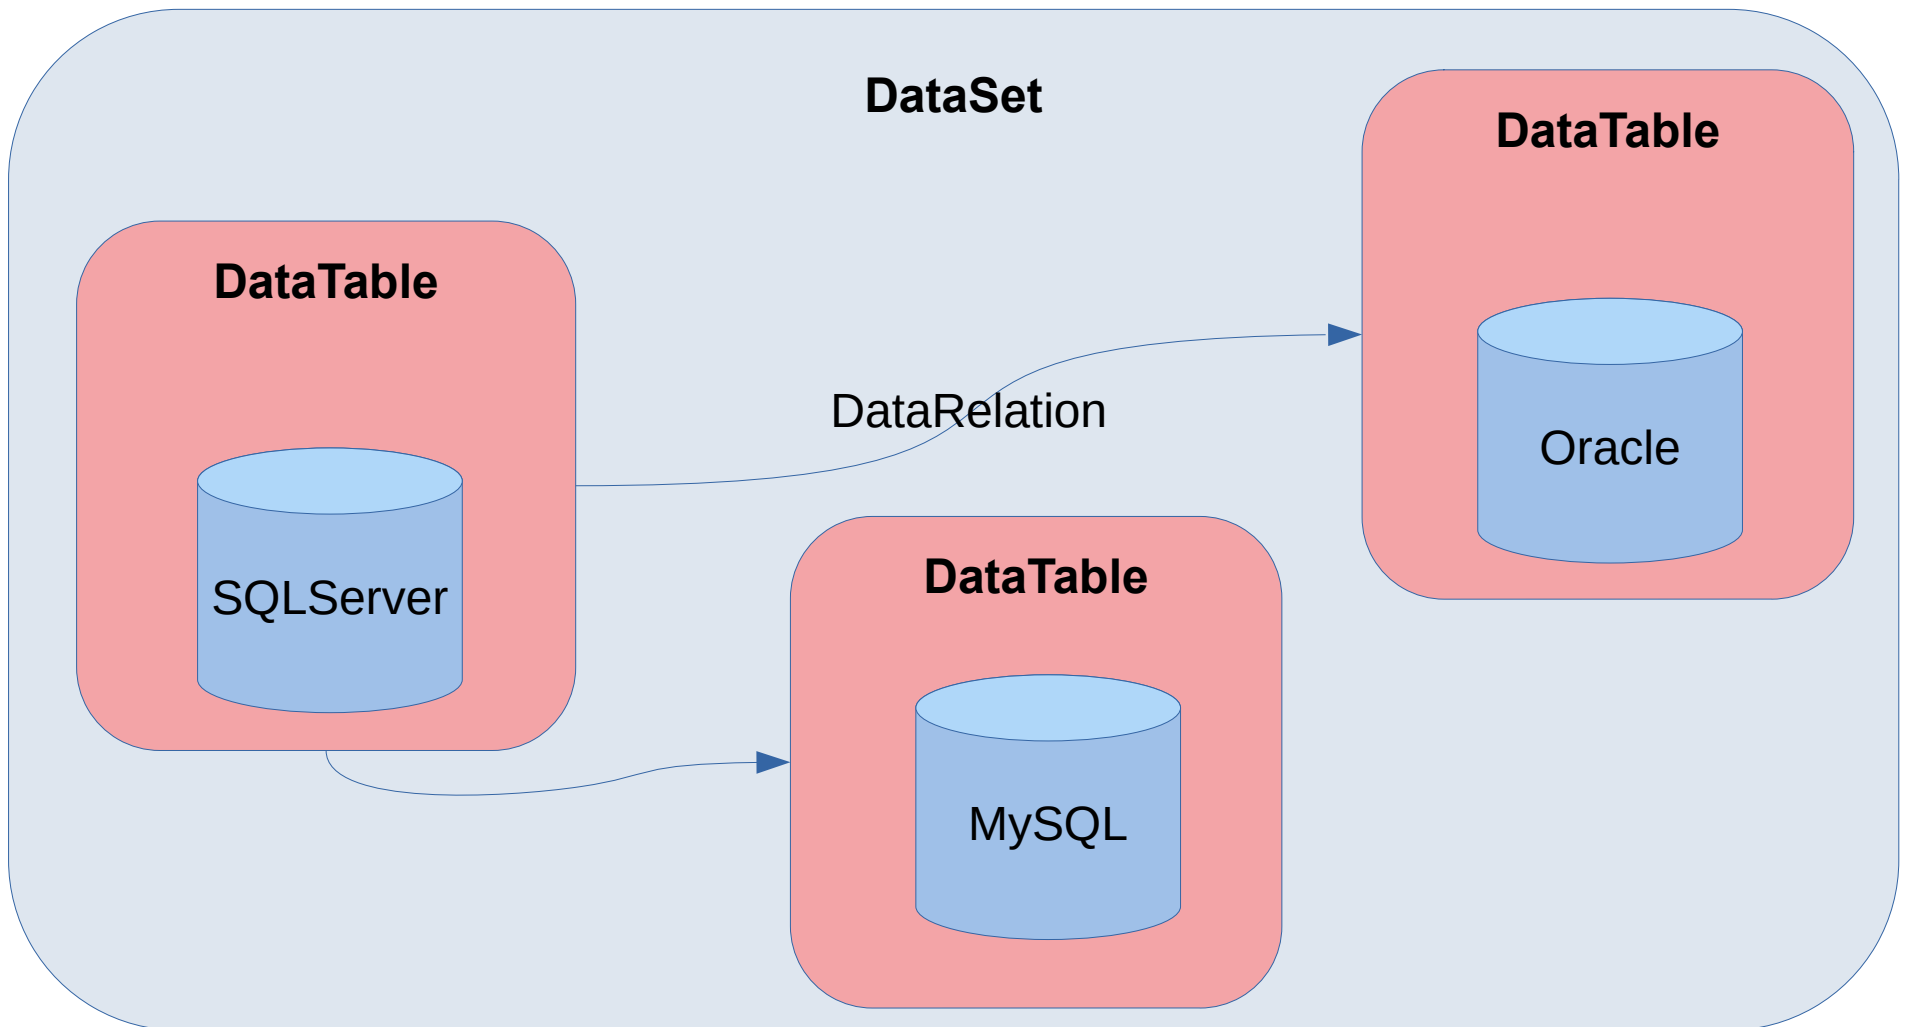 DataSet
DataTable
DataTable
DataRelation
Oracle
SQLServer
DataTable
MySQL